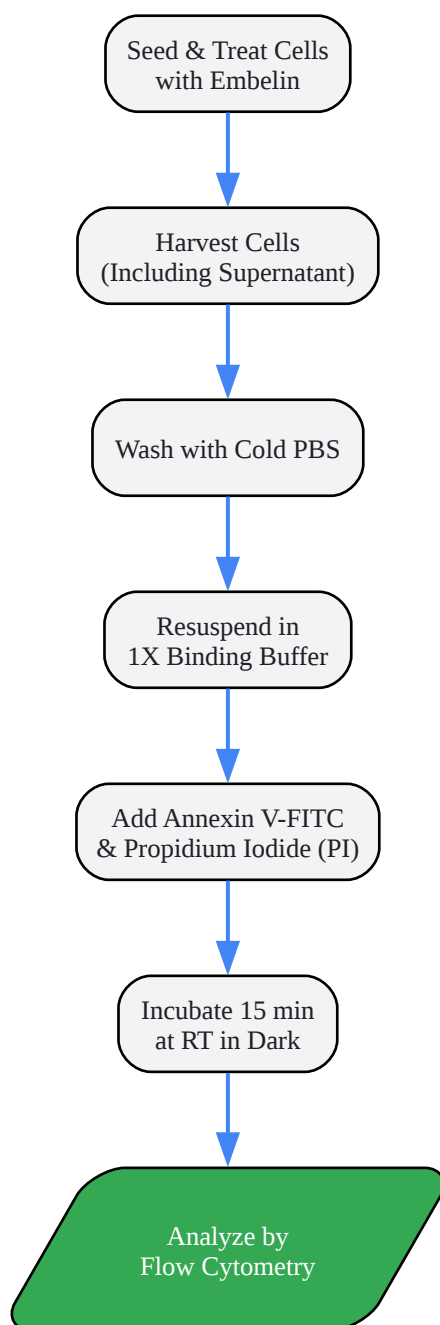 Seed & Treat Cells
with Embelin
Harvest Cells
(Including Supernatant)
Wash with Cold PBS
Resuspend in
1X Binding Buffer
Add Annexin V-FITC
& Propidium Iodide (PI)
Incubate 15 min
at RT in Dark
Analyze by
Flow Cytometry